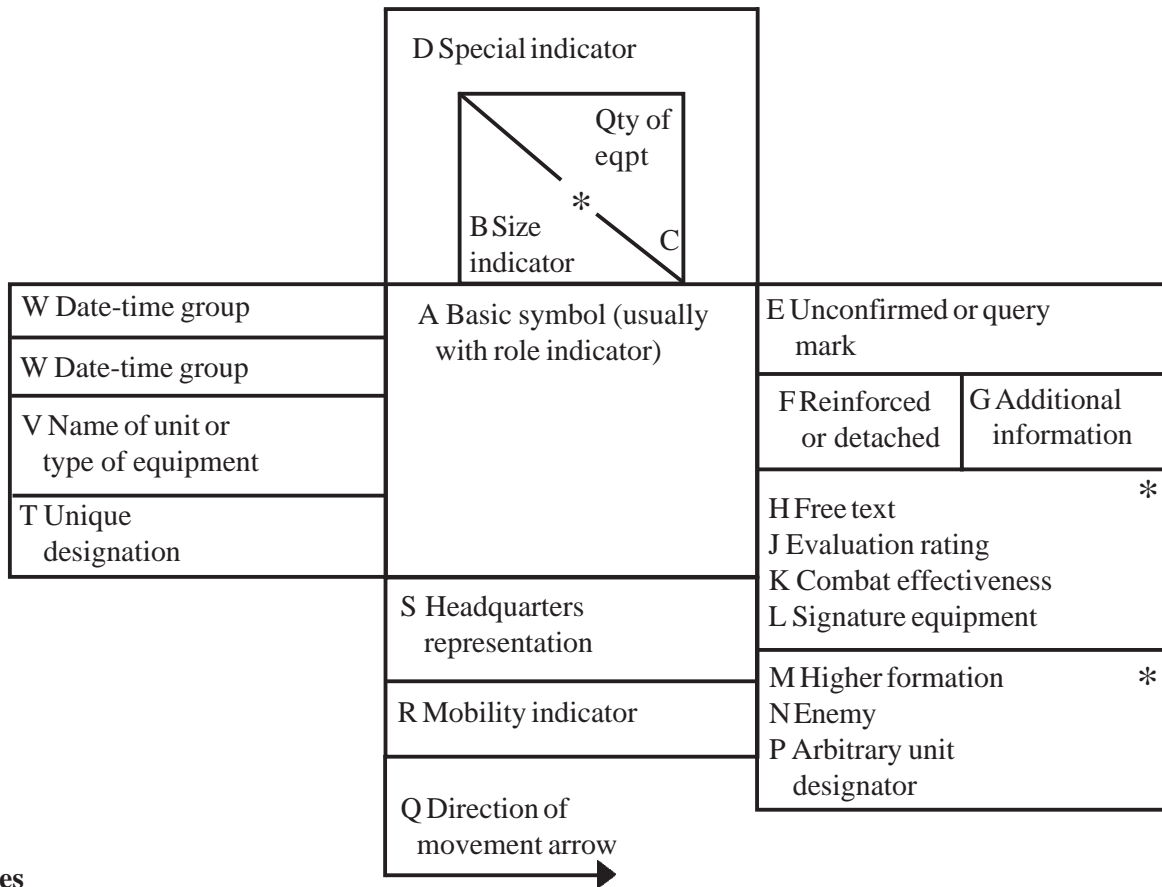 D Special indicator
Qty of
eqpt
*
B Size
indicator
C
W Date-time group
W Date-time group
V Name of unit or
type of equipment
T Unique
designation
A Basic symbol (usually
with role indicator)
E Unconfirmed or query
mark
F Reinforced
or detached
G Additional
information
*
H Free text
J Evaluation rating
K Combat effectiveness
L Signature equipment
S Headquarters
representation
R Mobility indicator
M Higher formation
*
N Enemy
P Arbitrary unit
designator
Q Direction of
movement arrow
es